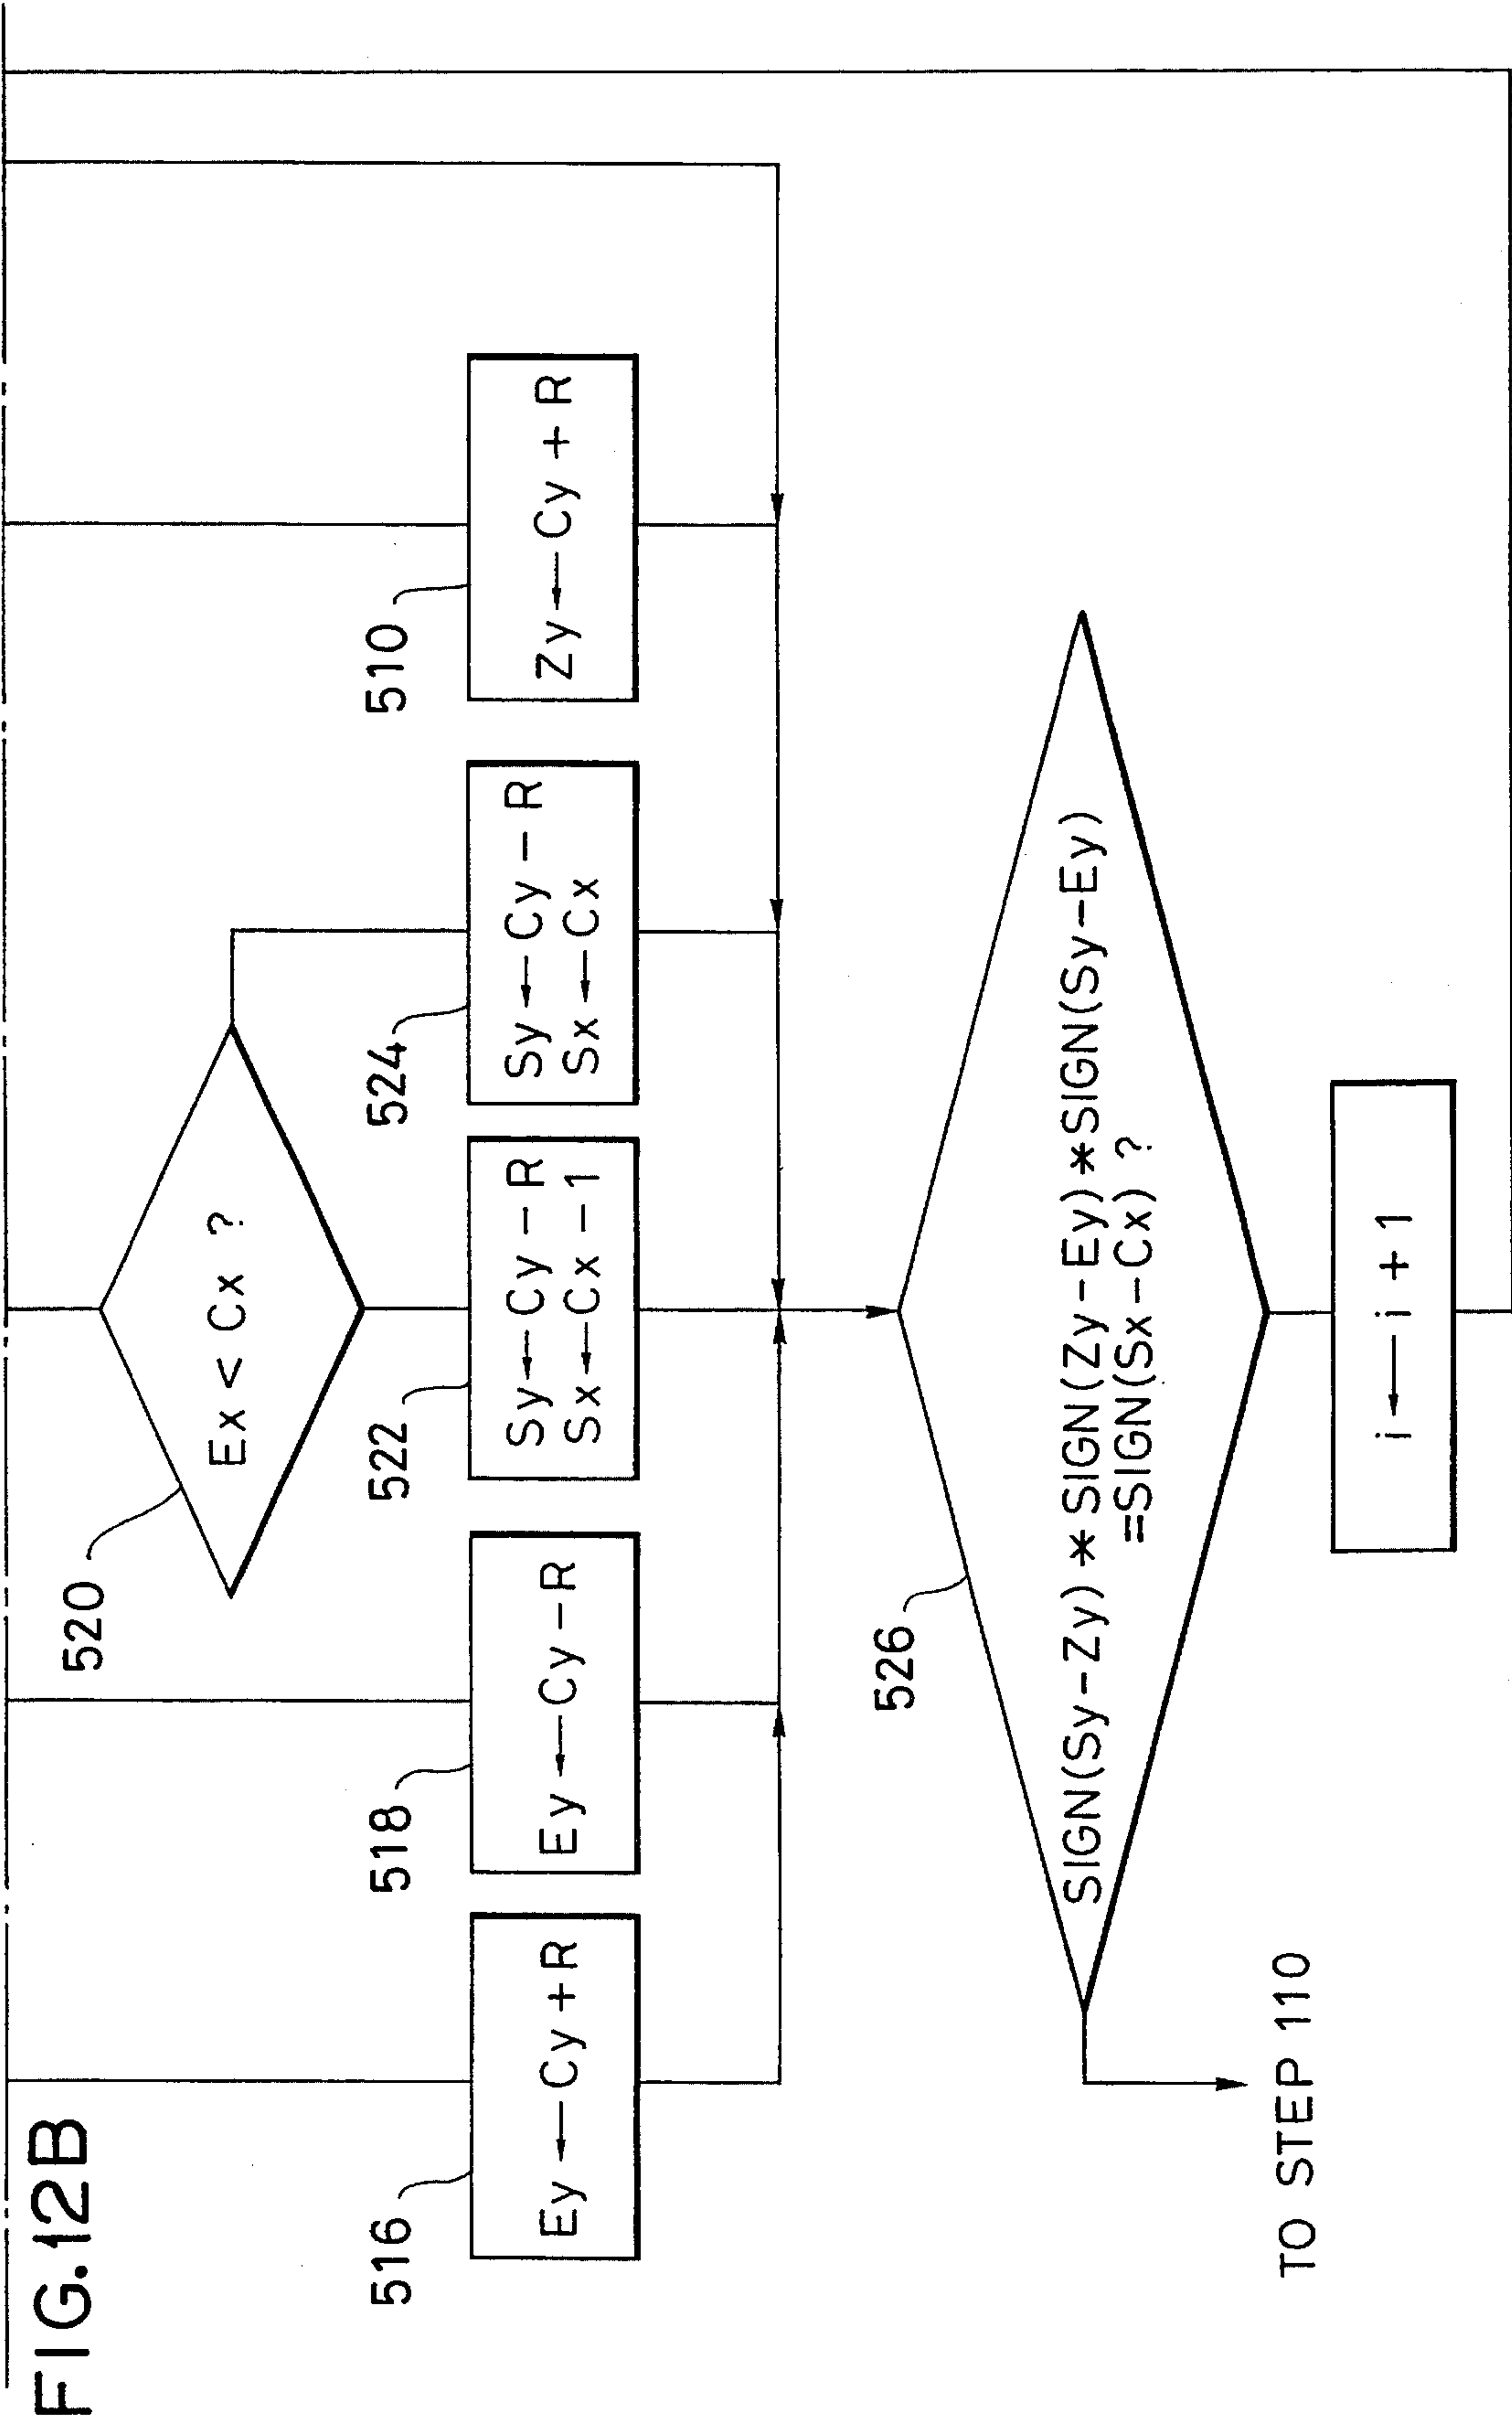 FIG.12B
520
Ex < Cx ?
516
Ey ← Cy + R
518
Ey ← Cy - R
522
Sy ← Cy - R
Sx ← Cx - 1
524
Sy ← Cy - R
Sx ← Cx
510
Zy ← Cy + R
526
SIGN(Sy-Zy) * SIGN(Zy-Ey) * SIGN(Sy-Ey)
=SIGN(Sx-Cx) ?
TO STEP 110
i ← i + 1